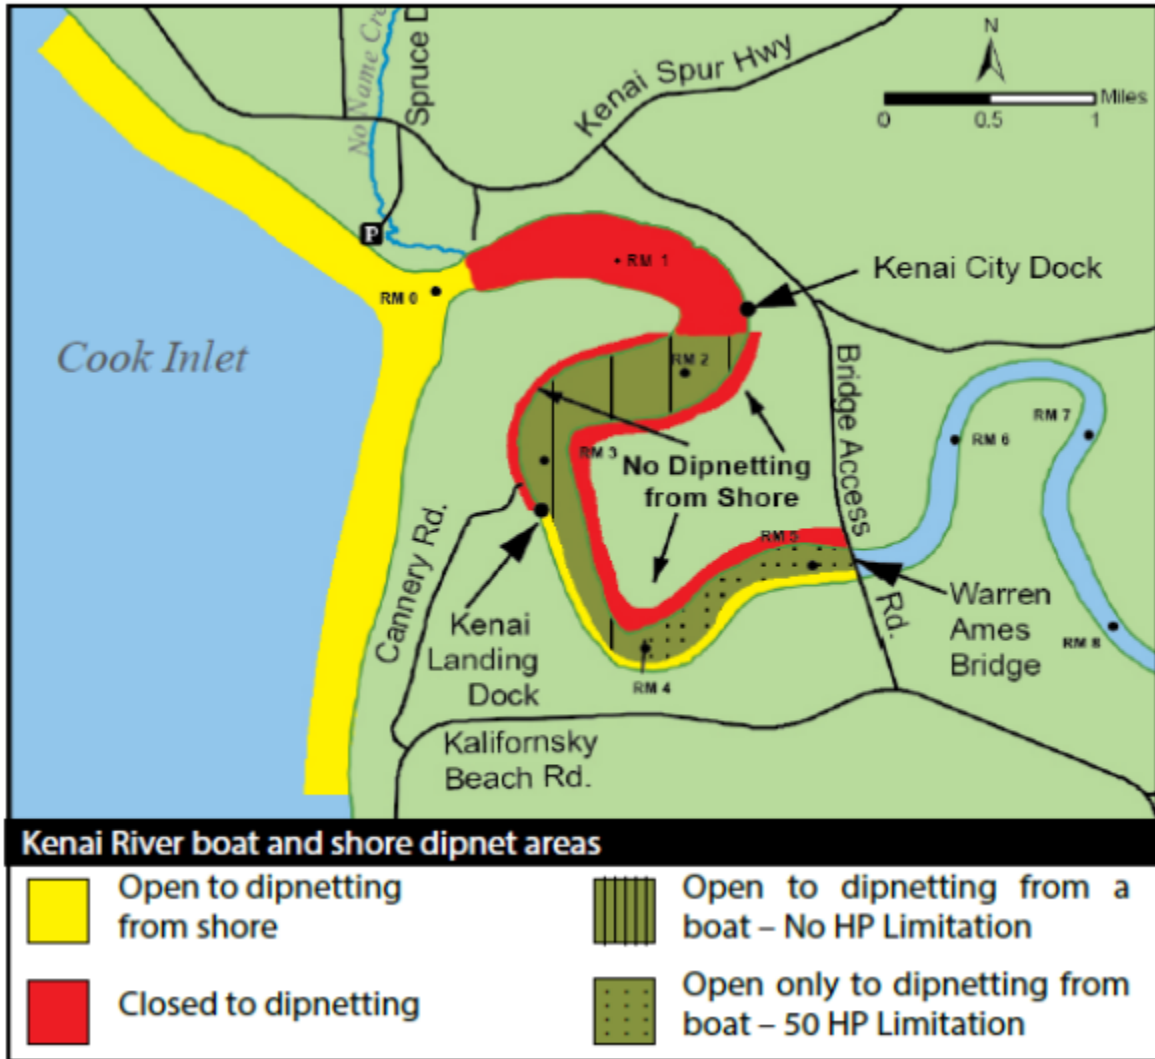 No Name Cre
Spruce D
Kenai Spur Hwy
N
Miles
0 0.5 1
P
RM 1
Kenai City Dock
RM 0
Cook Inlet
RM 2
Bridge Access
Rd.
RM 7
RM 6
RM 3
No Dipnetting
from Shore
Cannery Rd.
RM 5
Kenai
Landing
Dock
Warren
Ames
Bridge
RM 8
RM 4
Kalifornsky
Beach Rd.
Kenai River boat and shore dipnet areas
Open to dipnetting
from shore
Open to dipnetting from a
boat – No HP Limitation
Closed to dipnetting
Open only to dipnetting from
boat – 50 HP Limitation